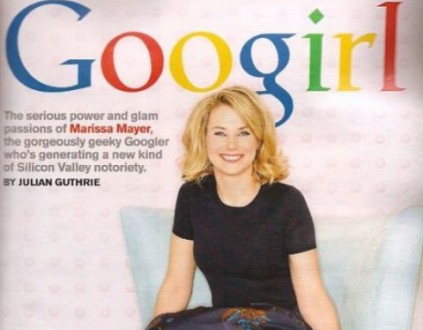 Googirl
The serious power and glam
passions of Marissa Mayer,
the gorgeously geeky Googler
who's generating a new kind
of Silicon Valley notoriety.
BY JULIAN GUTHRIE